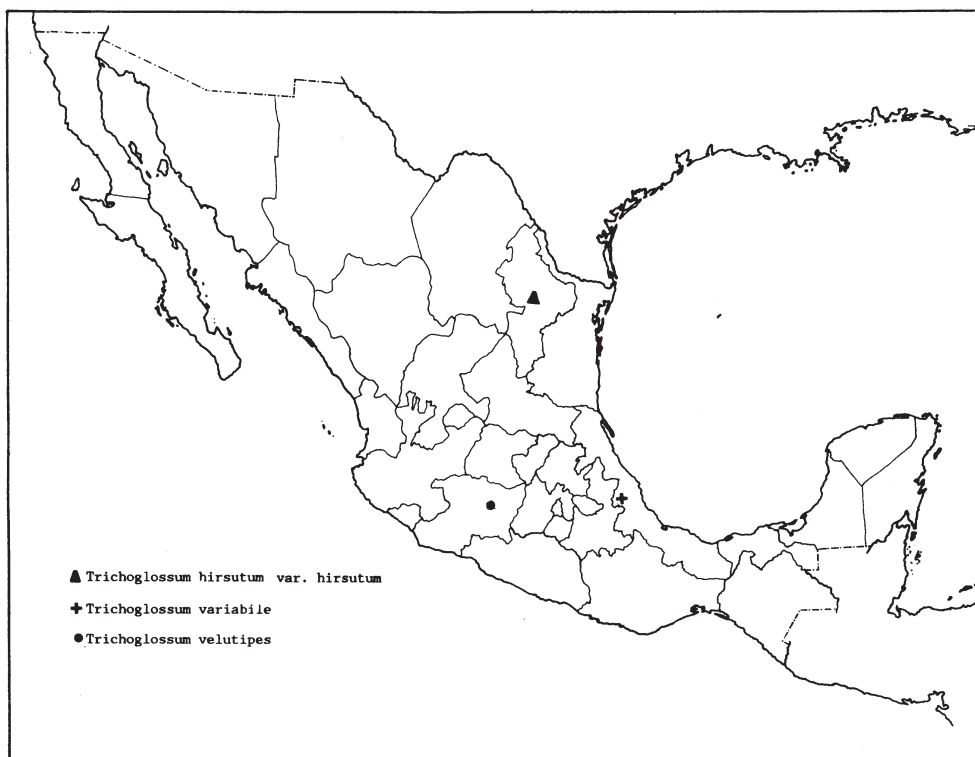 ▲ Trichoglossum hirsutum var. hirsutum
✚ Trichoglossum variabile
● Trichoglossum velutipes